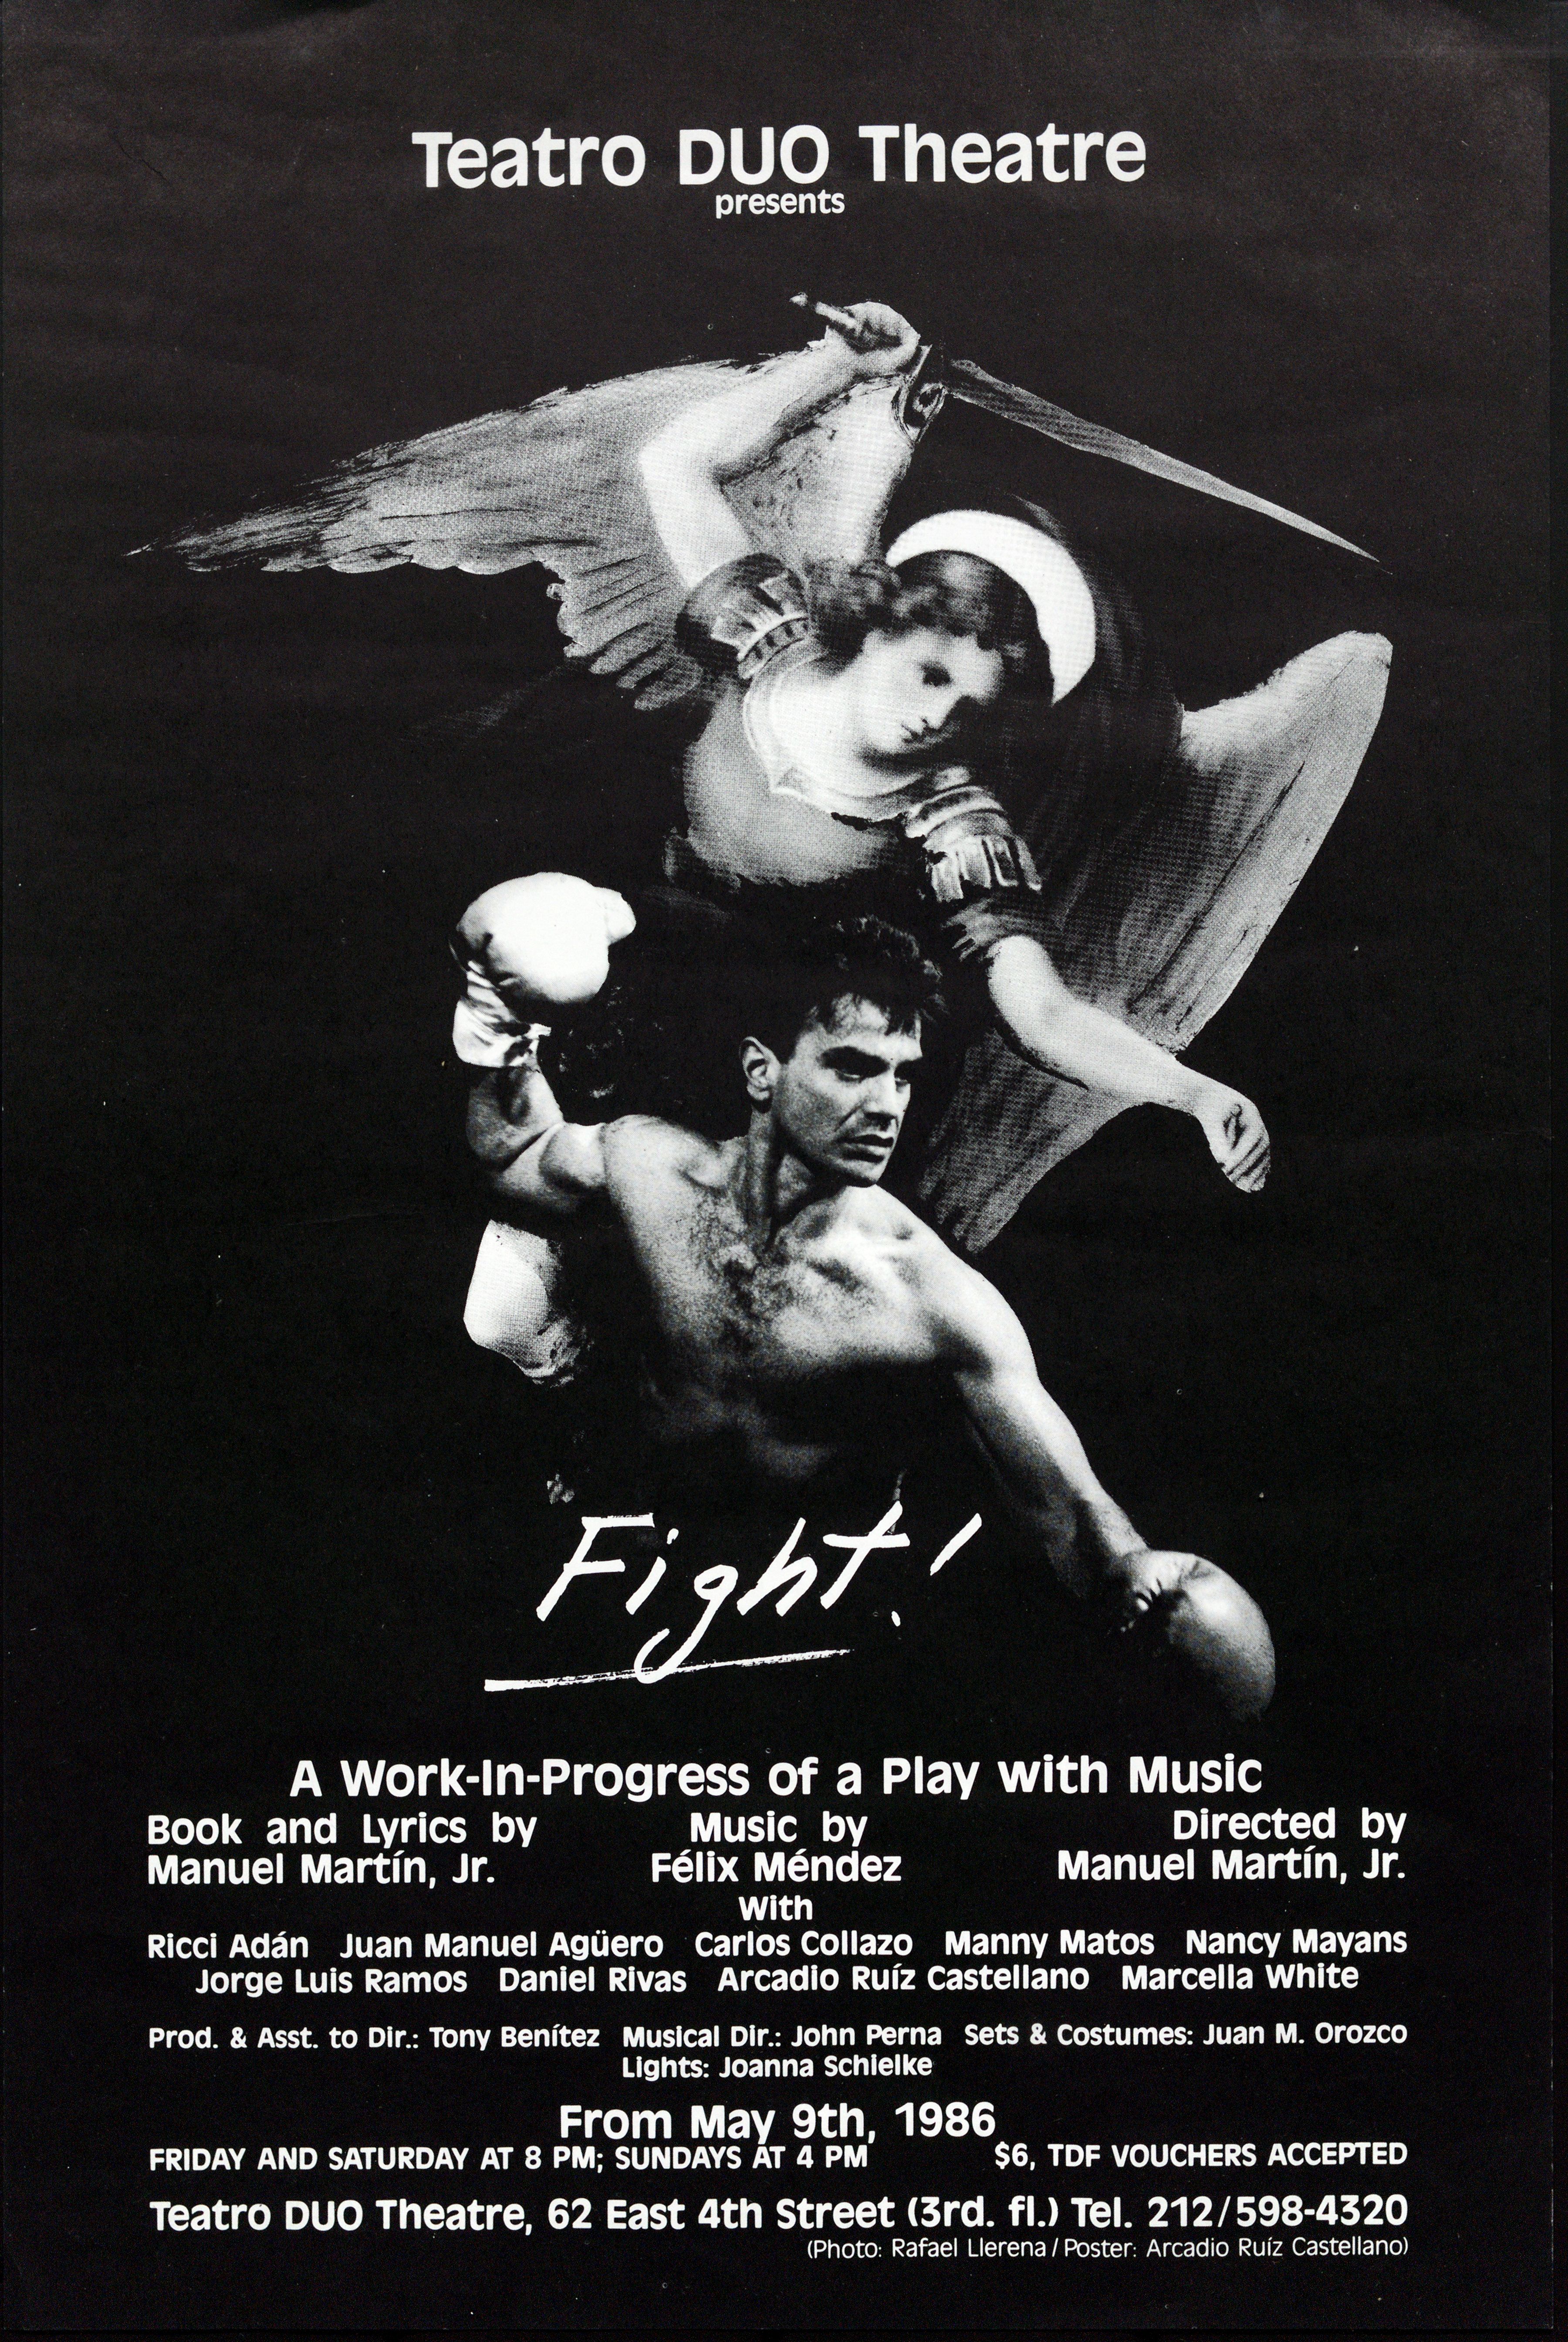 Teatro DUO Theatre
presents
Fight!
A Work-In-Progress of a Play with Music
Book and Lyrics by Music by Directed by
Manuel Martín, Jr. Félix Méndez Manuel Martín, Jr.
With
Ricci Adán Juan Manuel Agüero Carlos Collazo Manny Matos Nancy Mayans
Jorge Luis Ramos Daniel Rivas Arcadio Ruíz Castellano Marcella White
Prod. & Asst. to Dir.: Tony Benítez Musical Dir.: John Perna Sets & Costumes: Juan M. Orozco
Lights: Joanna Schielke
From May 9th, 1986
FRIDAY AND SATURDAY AT 8 PM; SUNDAYS AT 4 PM $6, TDF VOUCHERS ACCEPTED
Teatro DUO Theatre, 62 East 4th Street (3rd. fl.) Tel. 212/598-4320
(Photo: Rafael Llerena/Poster: Arcadio Ruíz Castellano)